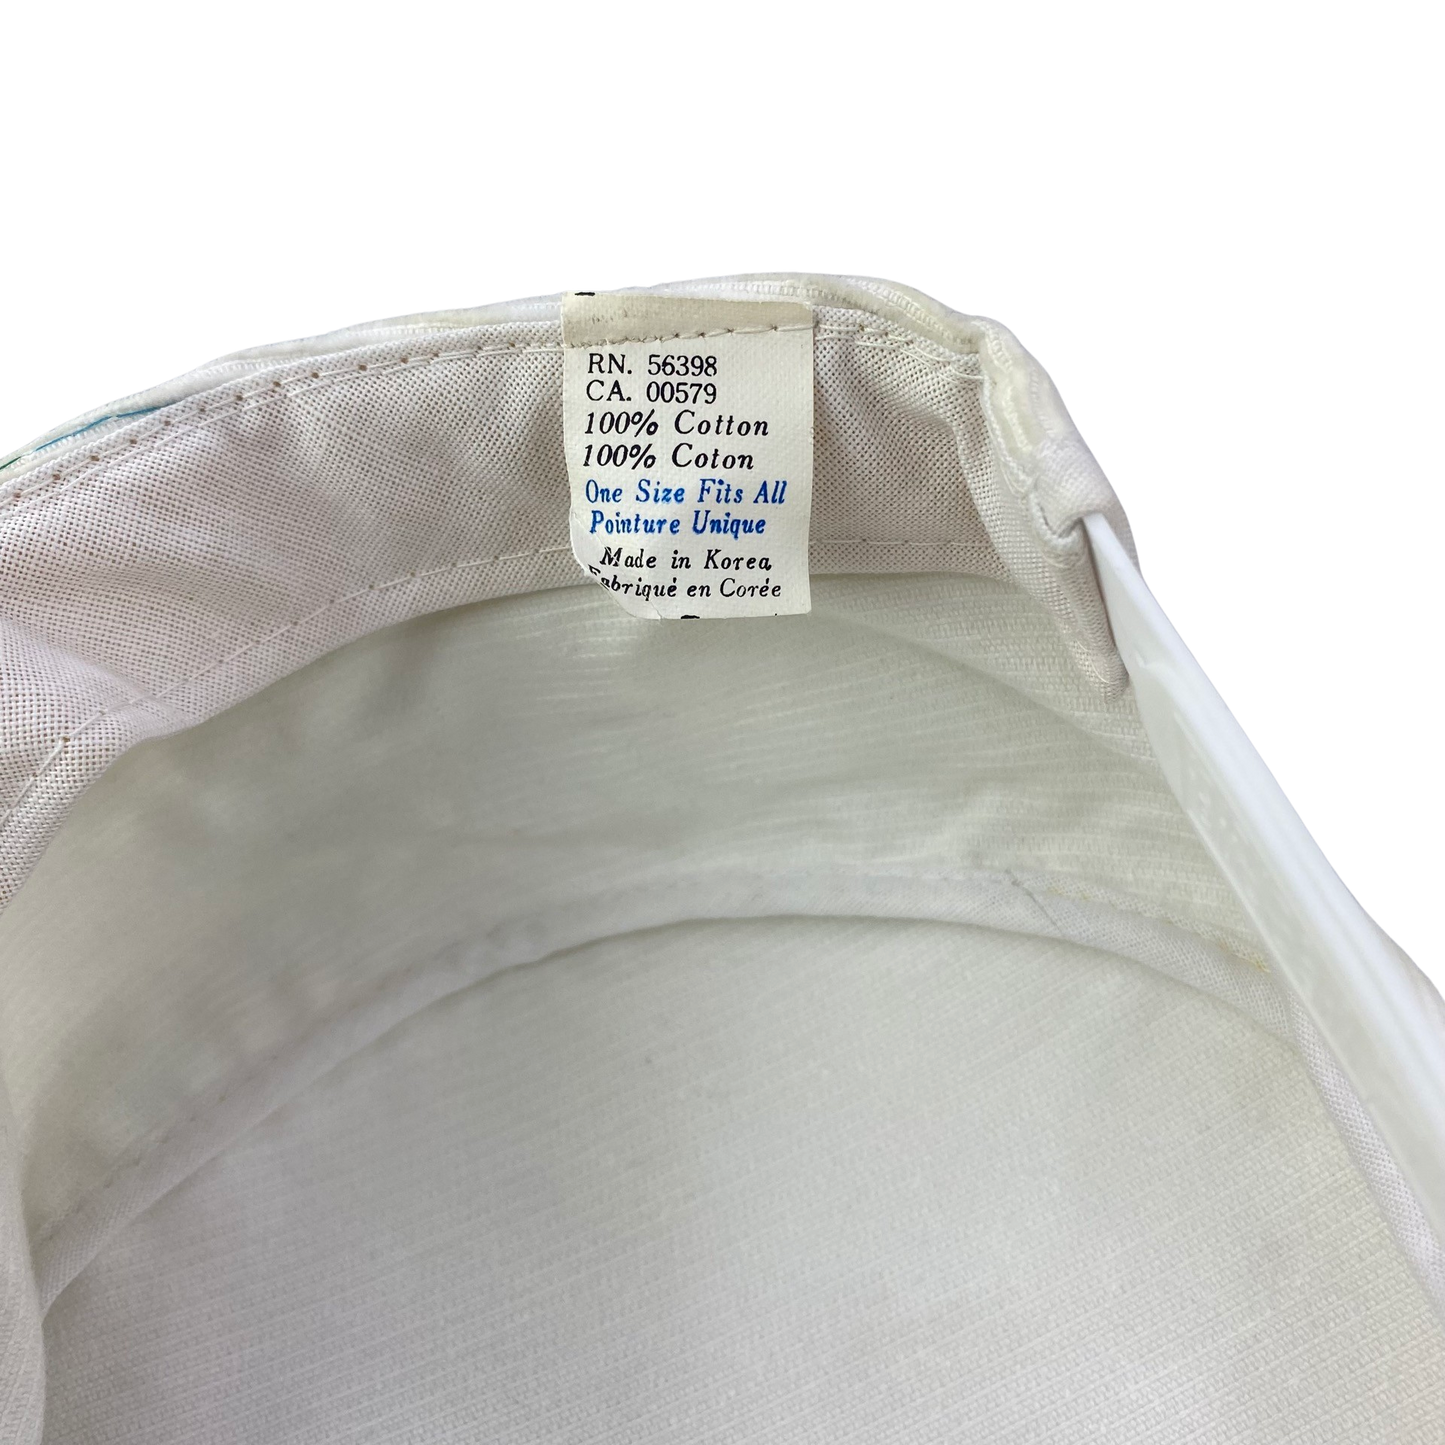 RN. 56398
CA. 00579
100% Cotton
100% Coton
One Size Fits All
Pointure Unique
Made in Korea
Fabriqué en Corée